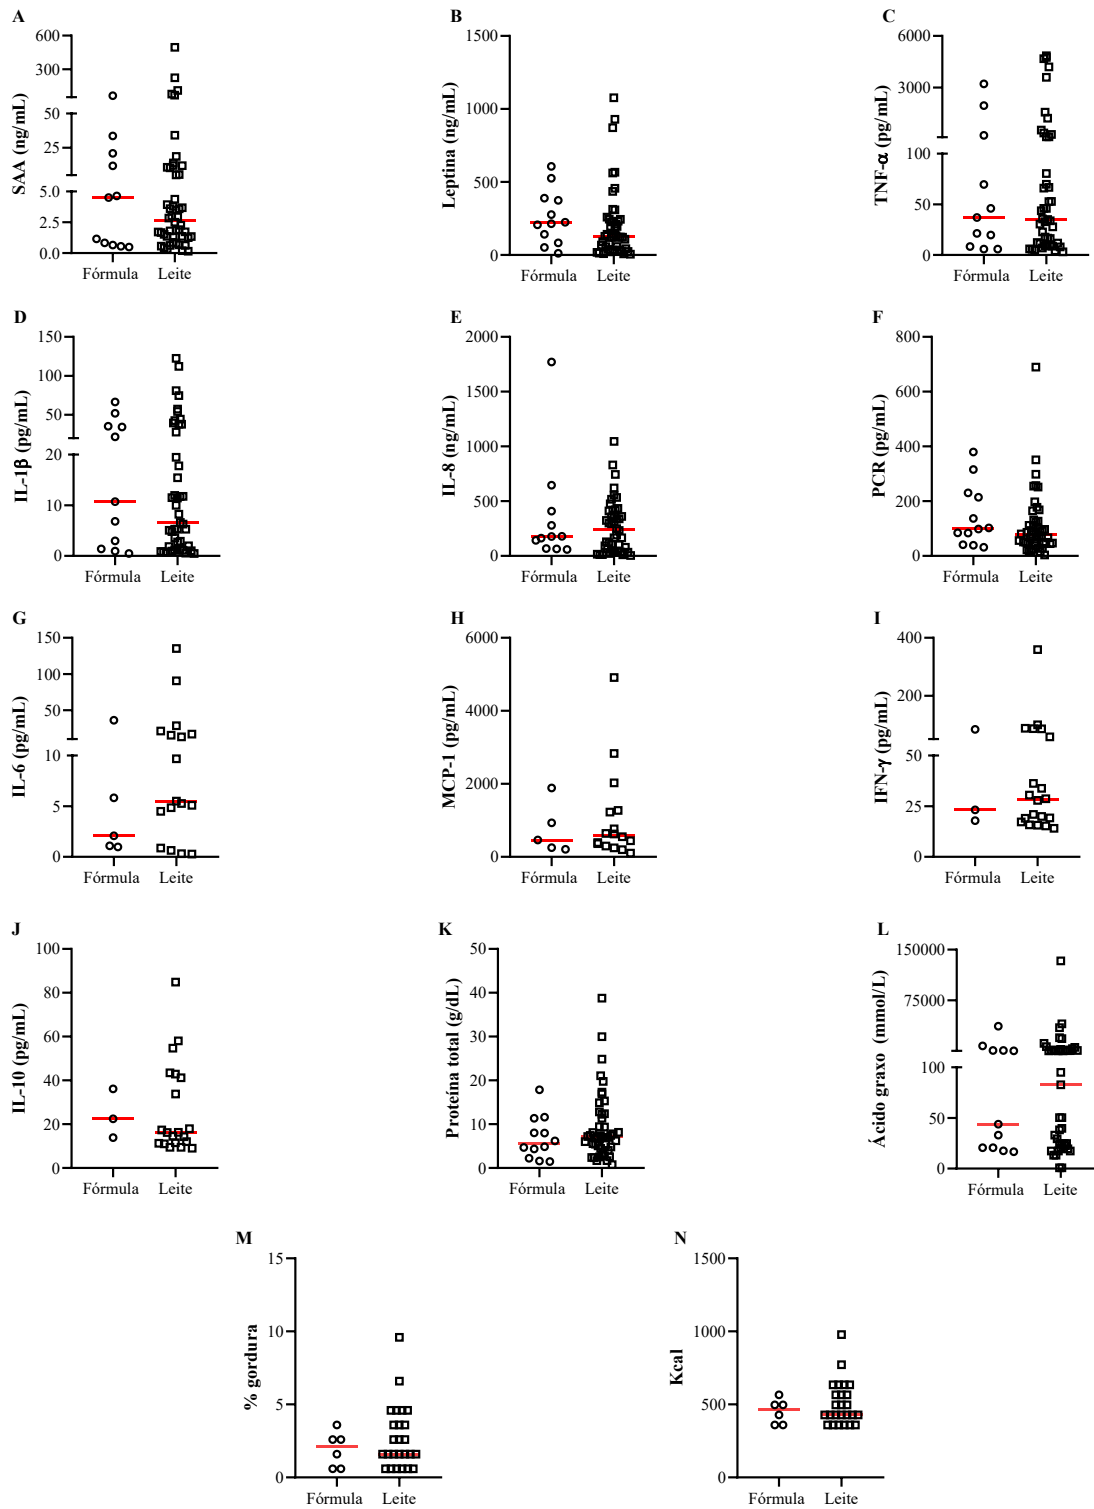 A
SAA (ng/mL)
600
300
50
25
5.0
2.5
0.0
Fórmula Leite
B
Leptina (ng/mL)
1500
1000
500
0
Fórmula Leite
C
TNF-α (pg/mL)
6000
3000
100
50
0
Fórmula Leite
D
IL-1β (pg/mL)
150
100
50
20
10
0
Fórmula Leite
E
IL-8 (ng/mL)
2000
1500
1000
500
0
Fórmula Leite
F
PCR (pg/mL)
800
600
400
200
0
Fórmula Leite
G
IL-6 (pg/mL)
150
100
50
10
5
0
Fórmula Leite
H
MCP-1 (pg/mL)
6000
4000
2000
0
Fórmula Leite
I
IFN-γ (pg/mL)
400
200
50
25
0
Fórmula Leite
J
IL-10 (pg/mL)
100
80
60
40
20
0
Fórmula Leite
K
Proteína total (g/dL)
50
40
30
20
10
0
Fórmula Leite
L
Ácido graxo (mmol/L)
150000
75000
100
50
0
Fórmula Leite
M
% gordura
15
10
5
0
Fórmula Leite
N
Kcal
1500
1000
500
0
Fórmula Leite